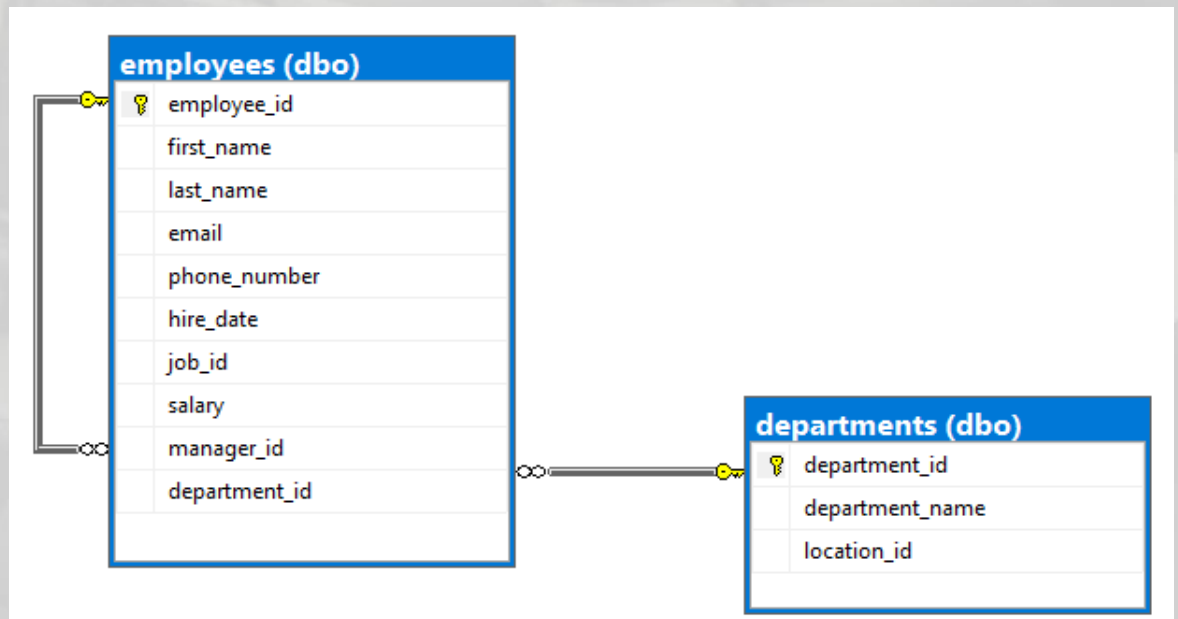 employees (dbo)
employee_id
first_name
last_name
email
phone_number
hire_date
job_id
salary
manager_id
department_id
departments (dbo)
department_id
department_name
location_id